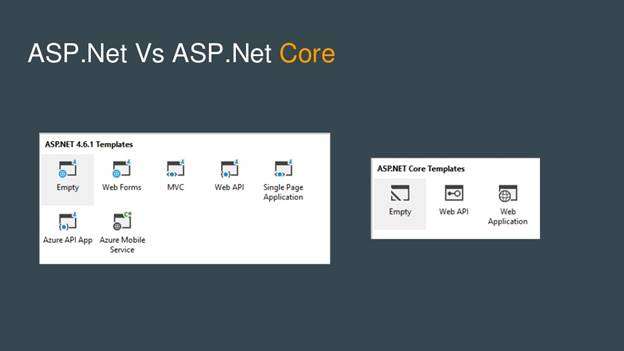 ASP.Net Vs ASP.Net Core
ASP.NET 4.6.1 Templates
Empty
Web Forms
MVC
Web API
Single Page
Application
Azure API App
Azure Mobile
Service
ASP.NET Core Templates
Empty
Web API
Web
Application